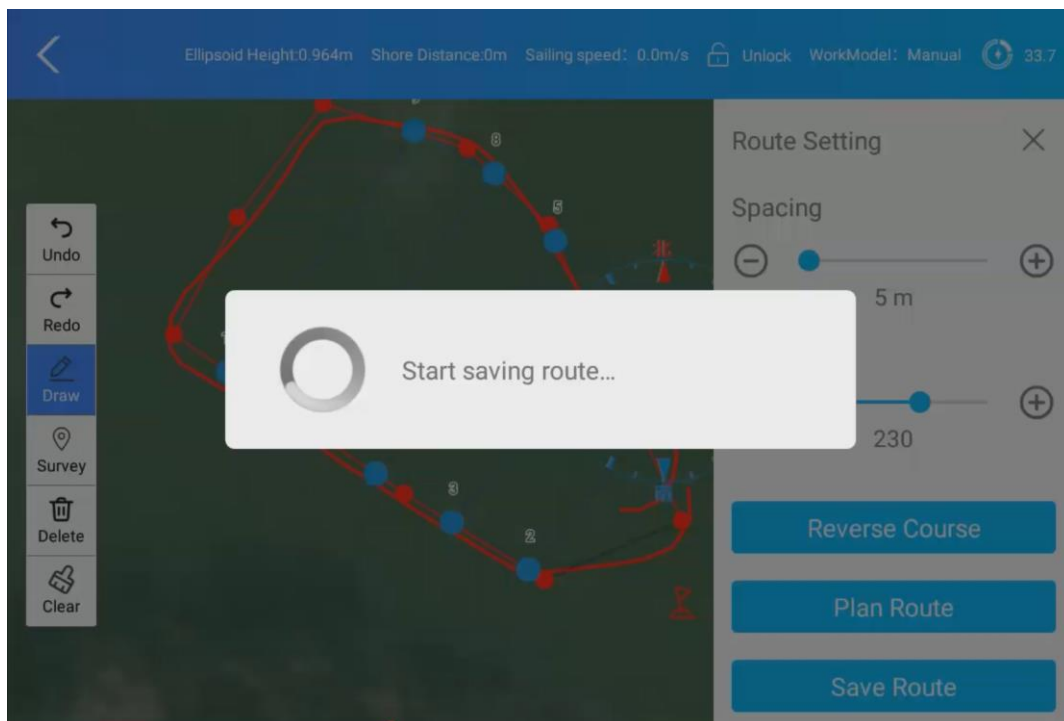 Ellipsoid Height:0.964m Shore Distance:0m Sailing speed: 0.0m/s Unlock WorkModel: Manual 33.7
Route Setting
Spacing
5 m
230
Reverse Course
Plan Route
Save Route
Undo
Redo
Draw
Survey
Delete
Clear
Start saving route...
6
5
北
3
2